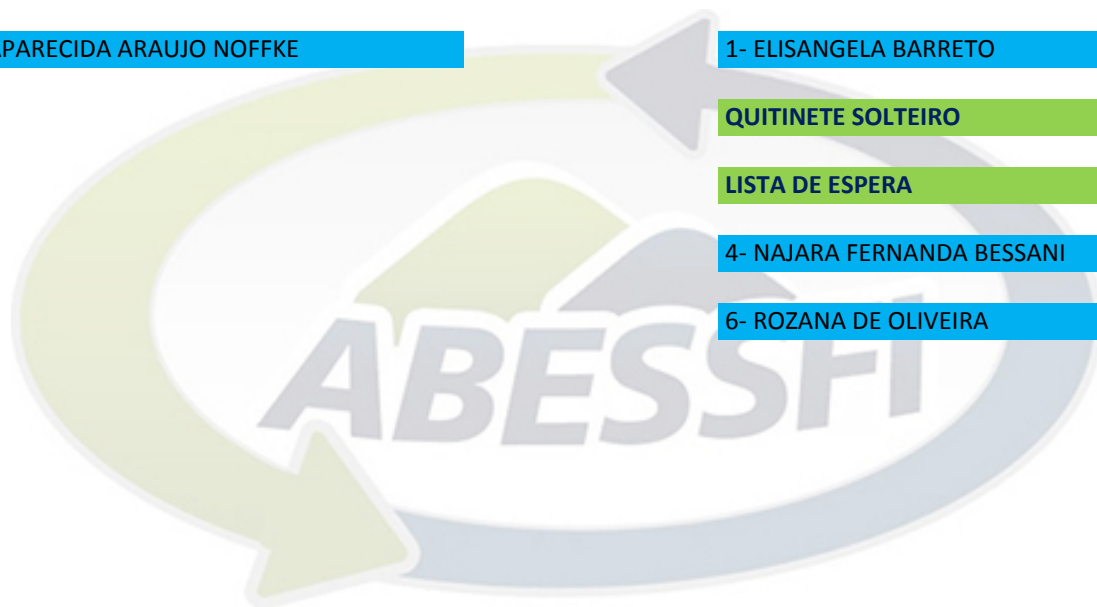 APARECIDA ARAUJO NOFFKE
1- ELISANGELA BARRETO
QUITINETE SOLTEIRO
LISTA DE ESPERA
4- NAJARA FERNANDA BESSANI
6- ROZANA DE OLIVEIRA
ABESSFI